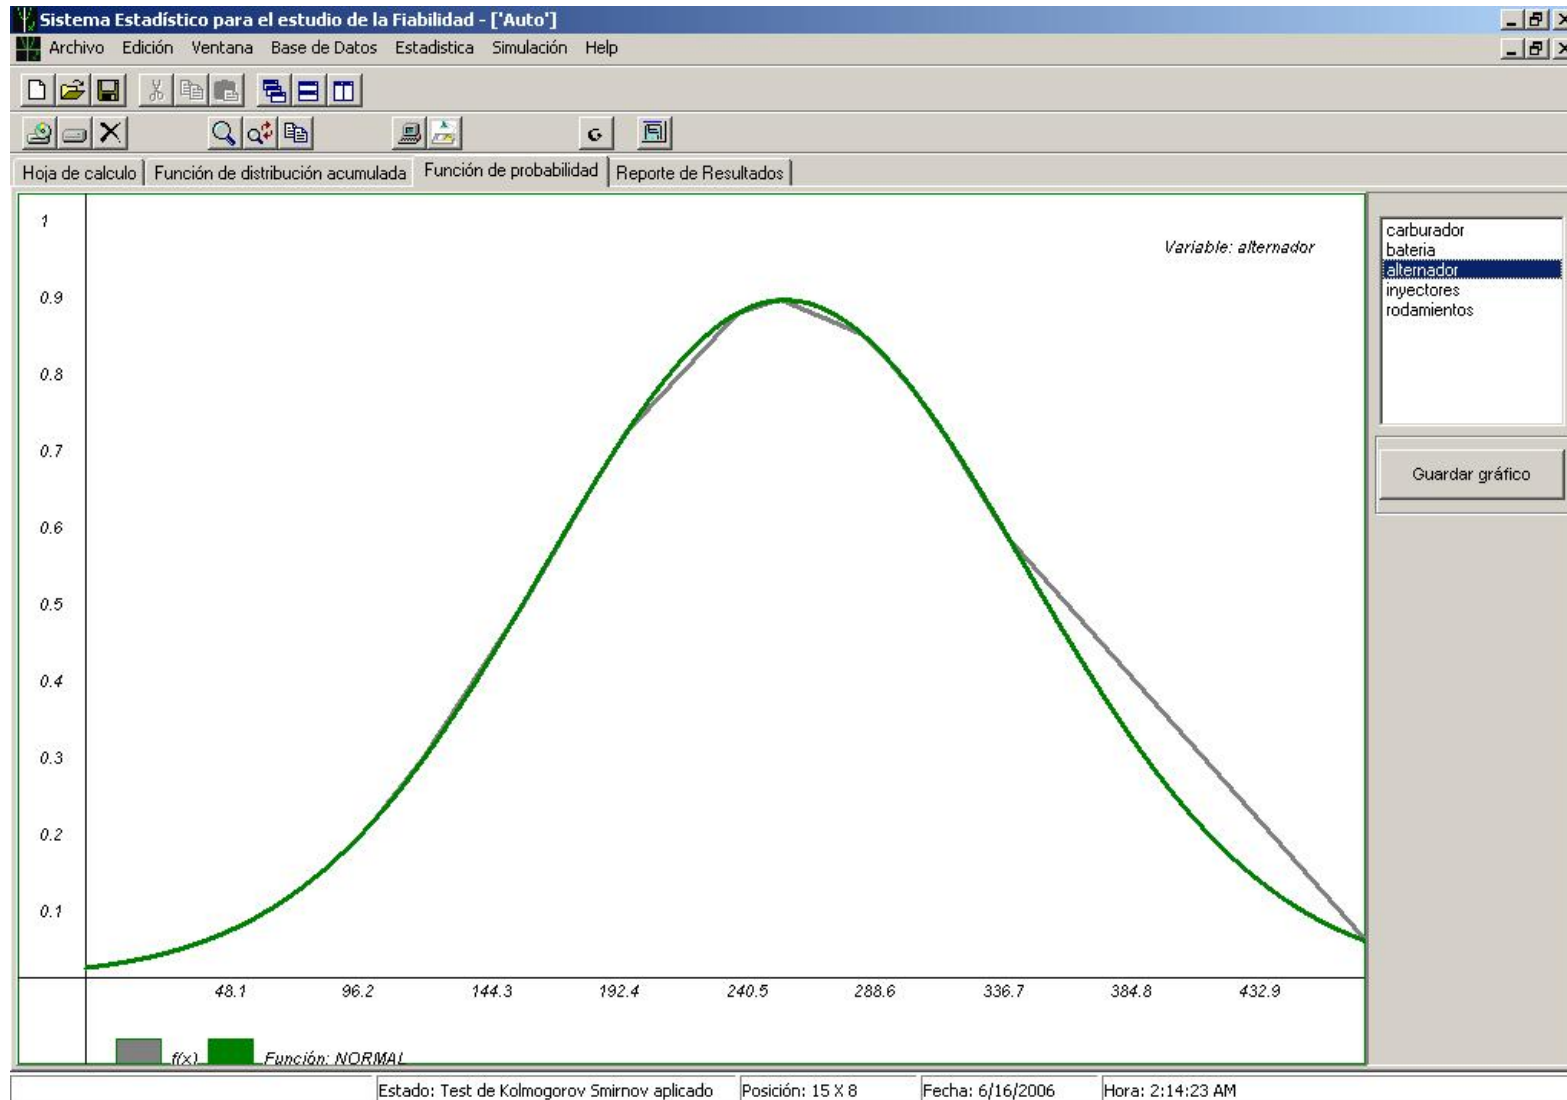 Sistema Estadístico para el estudio de la Fiabilidad - ['Auto']
Archivo Edición Ventana Base de Datos Estadistica Simulación Help
G
Hoja de calculo Función de distribución acumulada Función de probabilidad Reporte de Resultados
1
Variable: alternador
0.9
0.8
0.7
0.6
0.5
0.4
0.3
0.2
0.1
48.1 96.2 144.3 192.4 240.5 288.6 336.7 384.8 432.9
f(x) Función: NORMAL
carburador
bateria
alternador
inyectores
rodamientos
Guardar gráfico
Estado: Test de Kolmogorov Smirnov aplicado Posición: 15 X 8 Fecha: 6/16/2006 Hora: 2:14:23 AM